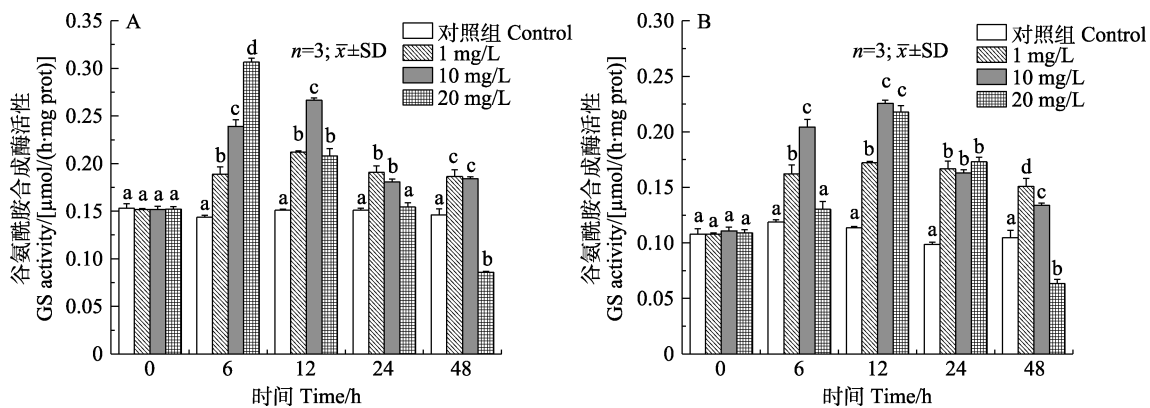 A
对照组 Control
1 mg/L
10 mg/L
20 mg/L
n=3; x̄±SD
谷氨酰胺合成酶活性
GS activity/[μmol/(h·mg prot)]
0.35
0.30
0.25
0.20
0.15
0.10
0.05
0
a a a a
a b c d
a b c b
a b b a
a c c b
0 6 12 24 48
时间 Time/h
B
对照组 Control
1 mg/L
10 mg/L
20 mg/L
n=3; x̄±SD
谷氨酰胺合成酶活性
GS activity/[μmol/(h·mg prot)]
0.30
0.25
0.20
0.15
0.10
0.05
0
a a a a
a b c a
a b c c
a b b b
a d c b
0 6 12 24 48
时间 Time/h